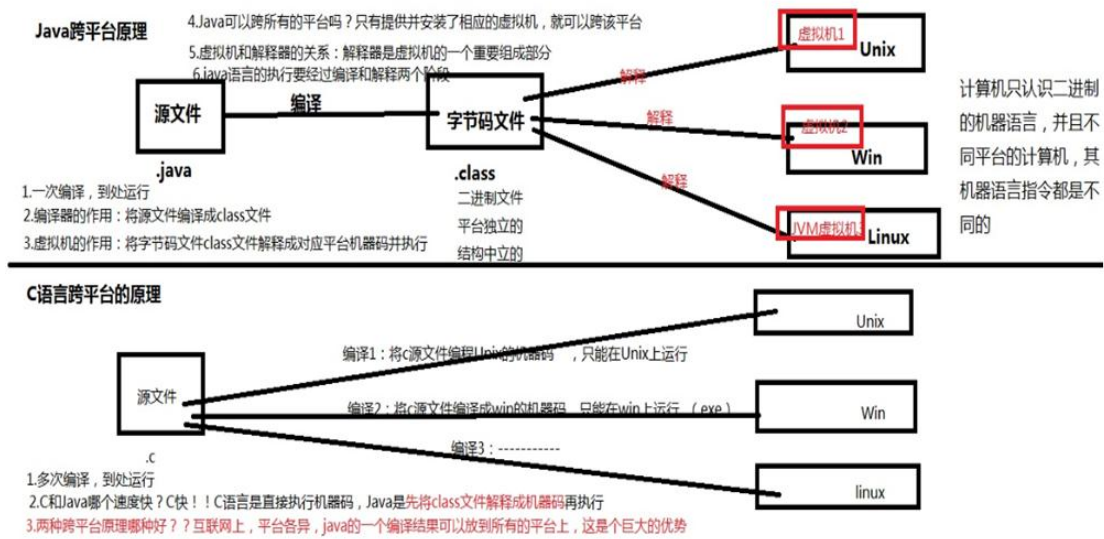 Java跨平台原理
4.Java可以跨所有的平台吗？只有提供并安装了相应的虚拟机，就可以跨该平台
5.虚拟机和解释器的关系：解释器是虚拟机的一个重要组成部分
6.java语言的执行要经过编译和解释两个阶段
源文件
.java
编译
字节码文件
.class
二进制文件
平台独立的
结构中立的
解释
解释
解释
虚拟机1
Unix
虚拟机2
Win
JVM虚拟机3
Linux
计算机只认识二进制
的机器语言，并且不
同平台的计算机，其
机器语言指令都是不
同的
1.一次编译，到处运行
2.编译器的作用：将源文件编译成class文件
3.虚拟机的作用：将字节码文件class文件解释成对应平台机器码并执行
C语言跨平台的原理
源文件
.c
编译1：将c源文件编程Unix的机器码 ，只能在Unix上运行
Unix
编译2：将c源文件编译成win的机器码 只能在win上运行 （exe）
Win
编译3：-----------
linux
1.多次编译，到处运行
2.C和Java哪个速度快？C快！！C语言是直接执行机器码，Java是先将class文件解释成机器码再执行
3.两种跨平台原理哪种好？？互联网上，平台各异，java的一个编译结果可以放到所有的平台上，这是个巨大的优势